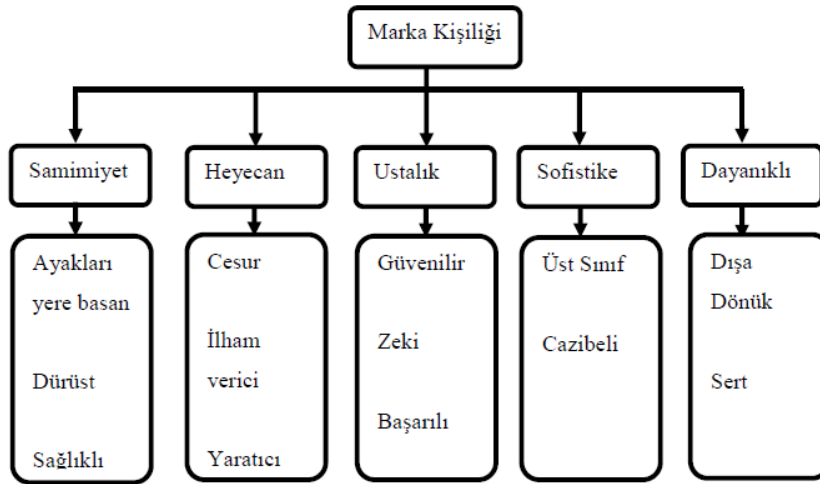 Marka Kişiliği
Samimiyet
Heyecan
Ustalık
Sofistike
Dayanıklı
Ayakları
yere basan
Dürüst
Sağlıklı
Cesur
İlham
verici
Yaratıcı
Güvenilir
Zeki
Başarılı
Üst Sınıf
Cazibeli
Dışa
Dönük
Sert